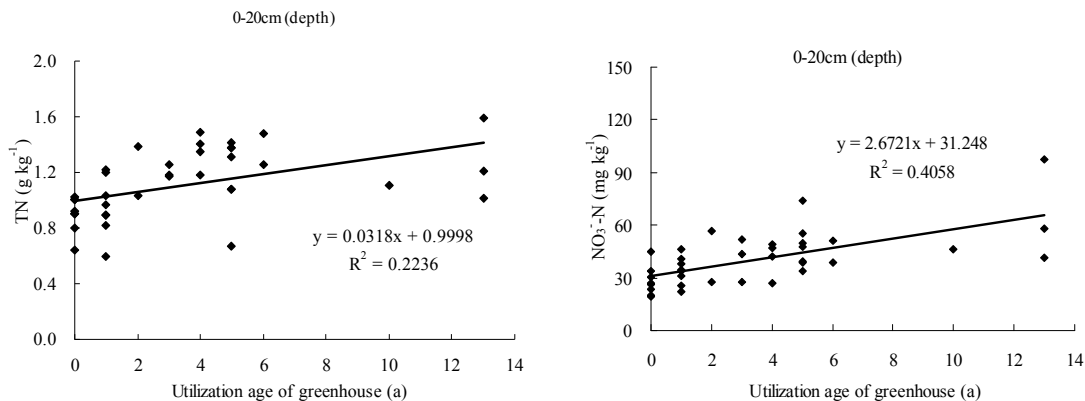 0-20cm (depth)
2.0
1.6
1.2
0.8
0.4
0.0
TN (g kg⁻¹)
y = 0.0318x + 0.9998
R² = 0.2236
0 2 4 6 8 10 12 14
Utilization age of greenhouse (a)
0-20cm (depth)
150
120
90
60
30
0
NO₃⁻-N (mg kg⁻¹)
y = 2.6721x + 31.248
R² = 0.4058
0 2 4 6 8 10 12 14
Utilization age of greenhouse (a)